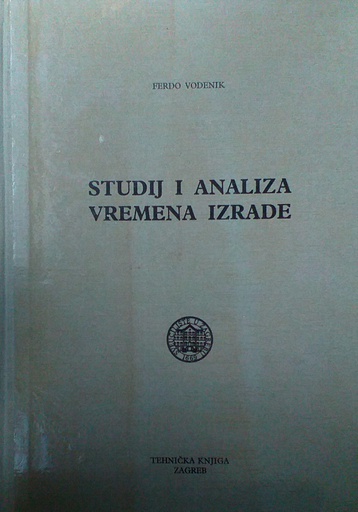 FERDO VODENIK
STUDIJ I ANALIZA
VREMENA IZRADE
TEHNIČKA KNJIGA
ZAGREB